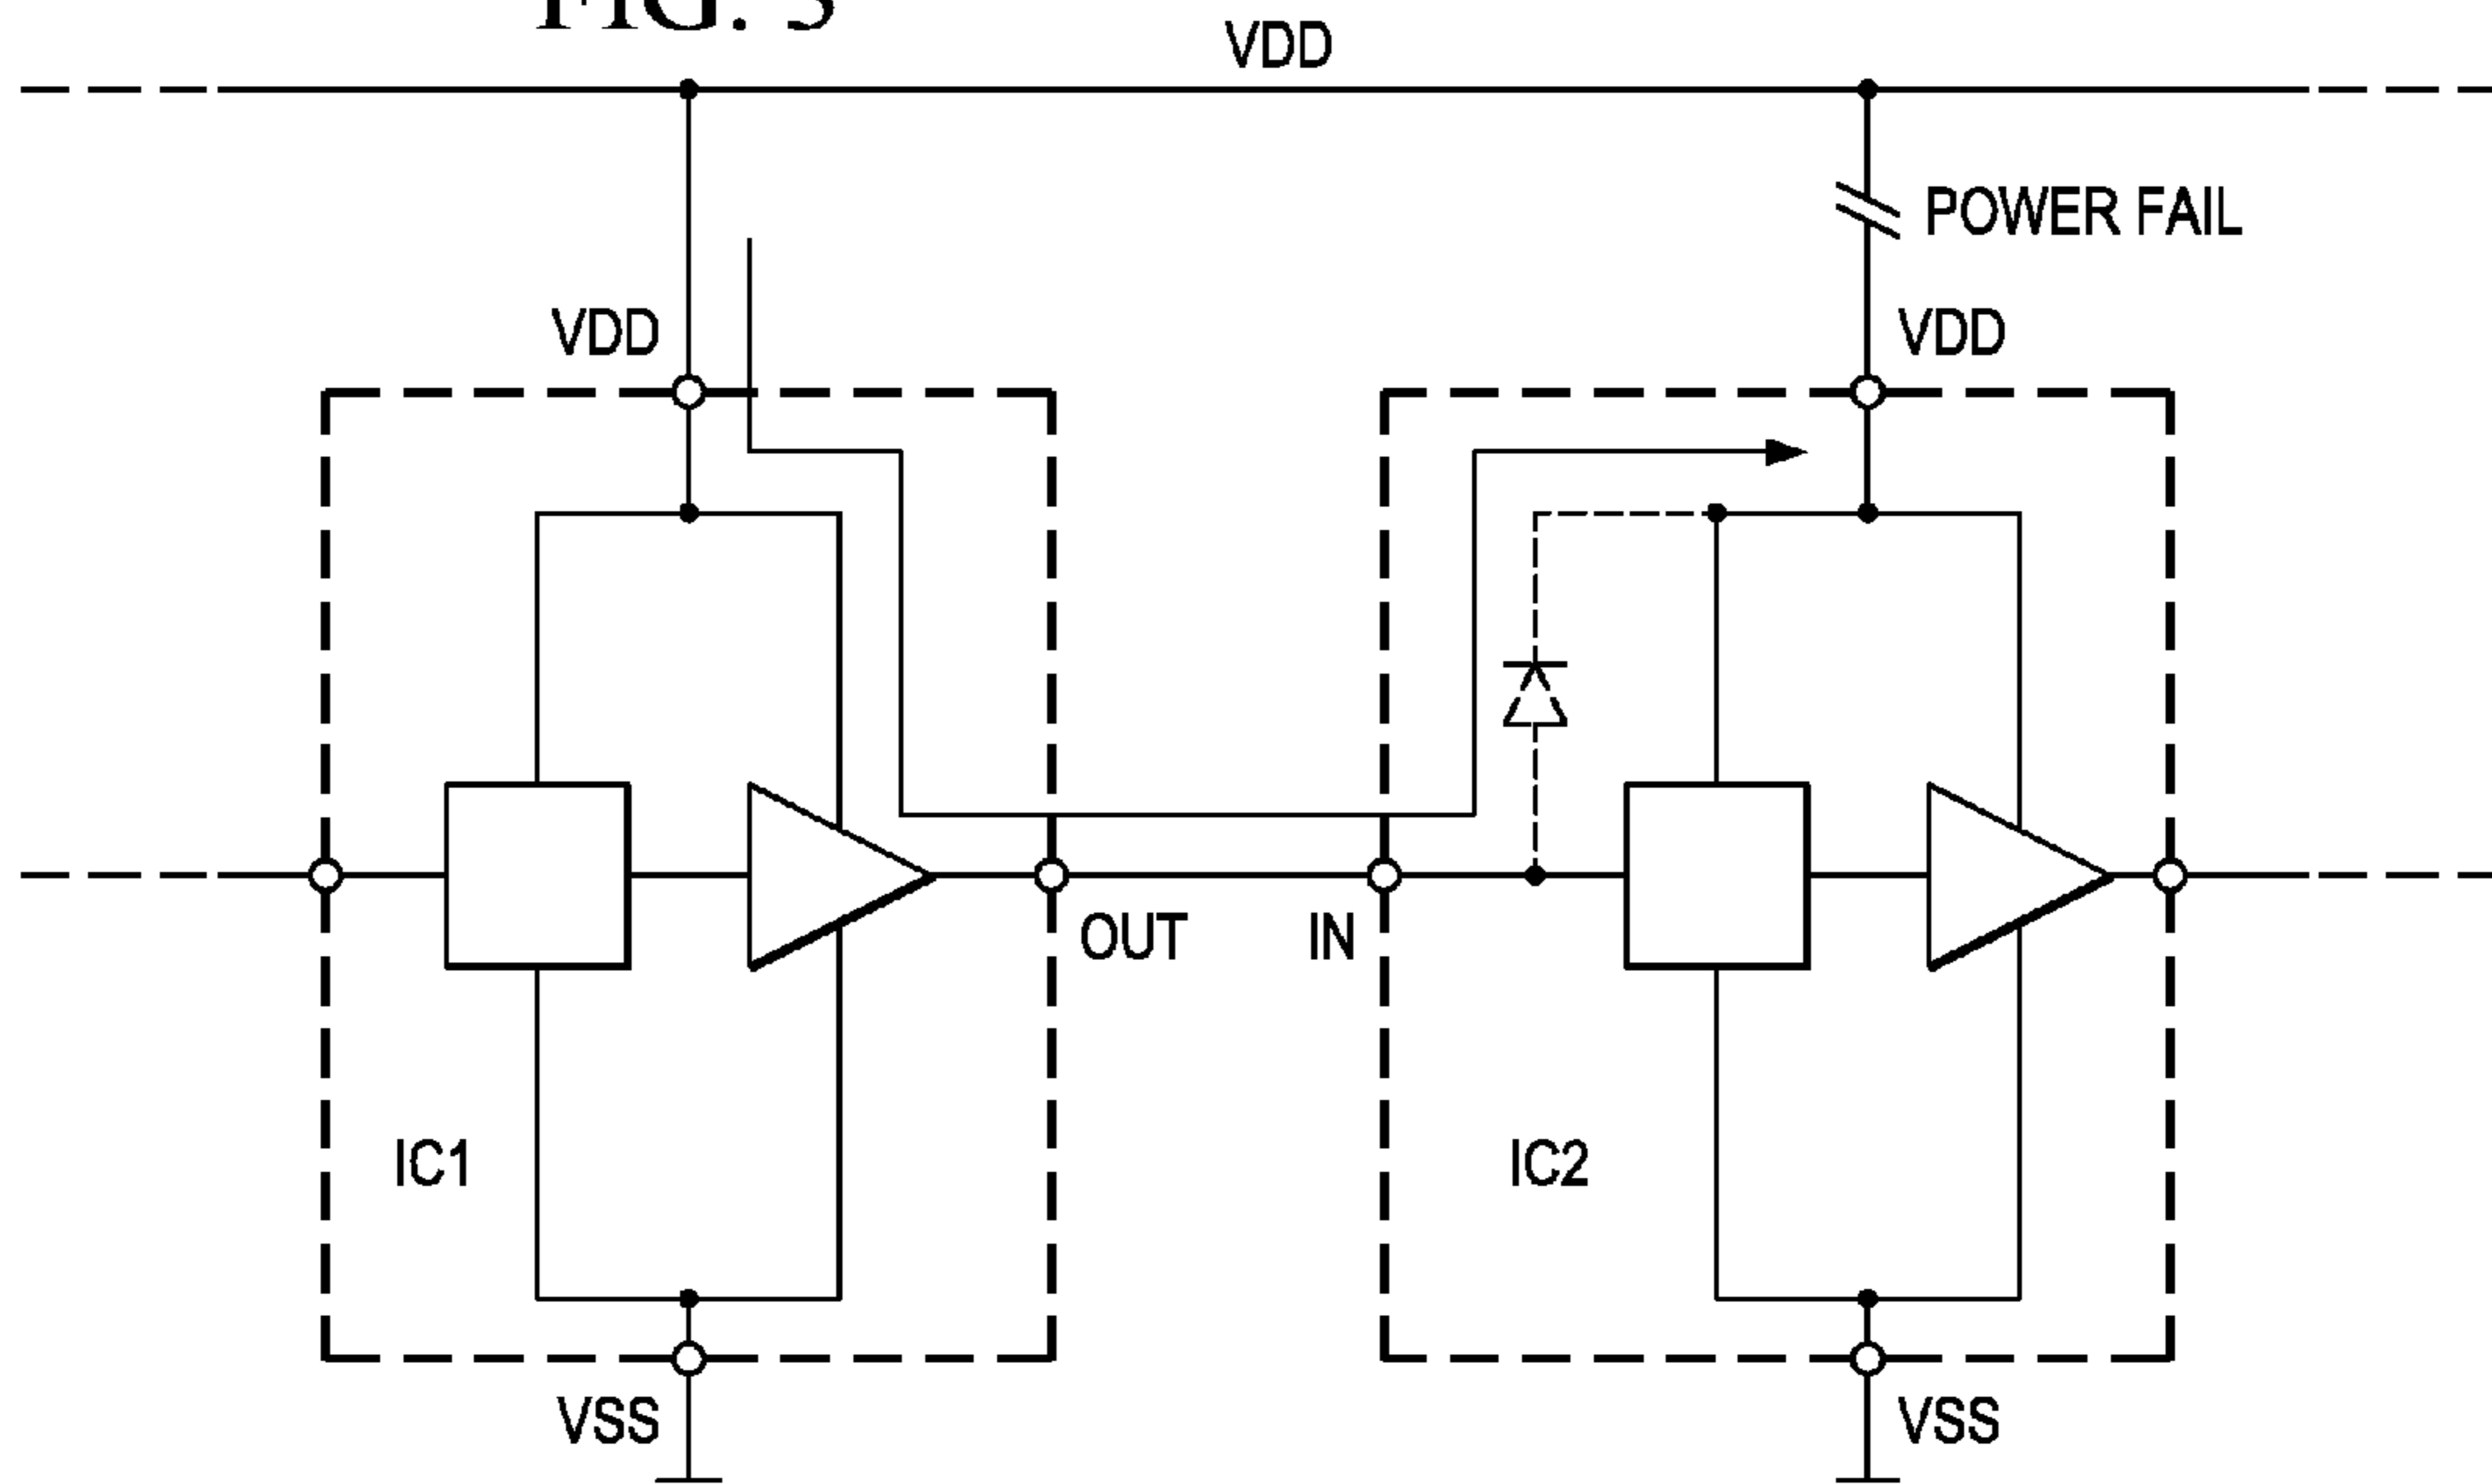 FIG. 3
VDD
POWER FAIL
VDD
VDD
OUT
IN
IC1
IC2
VSS
VSS